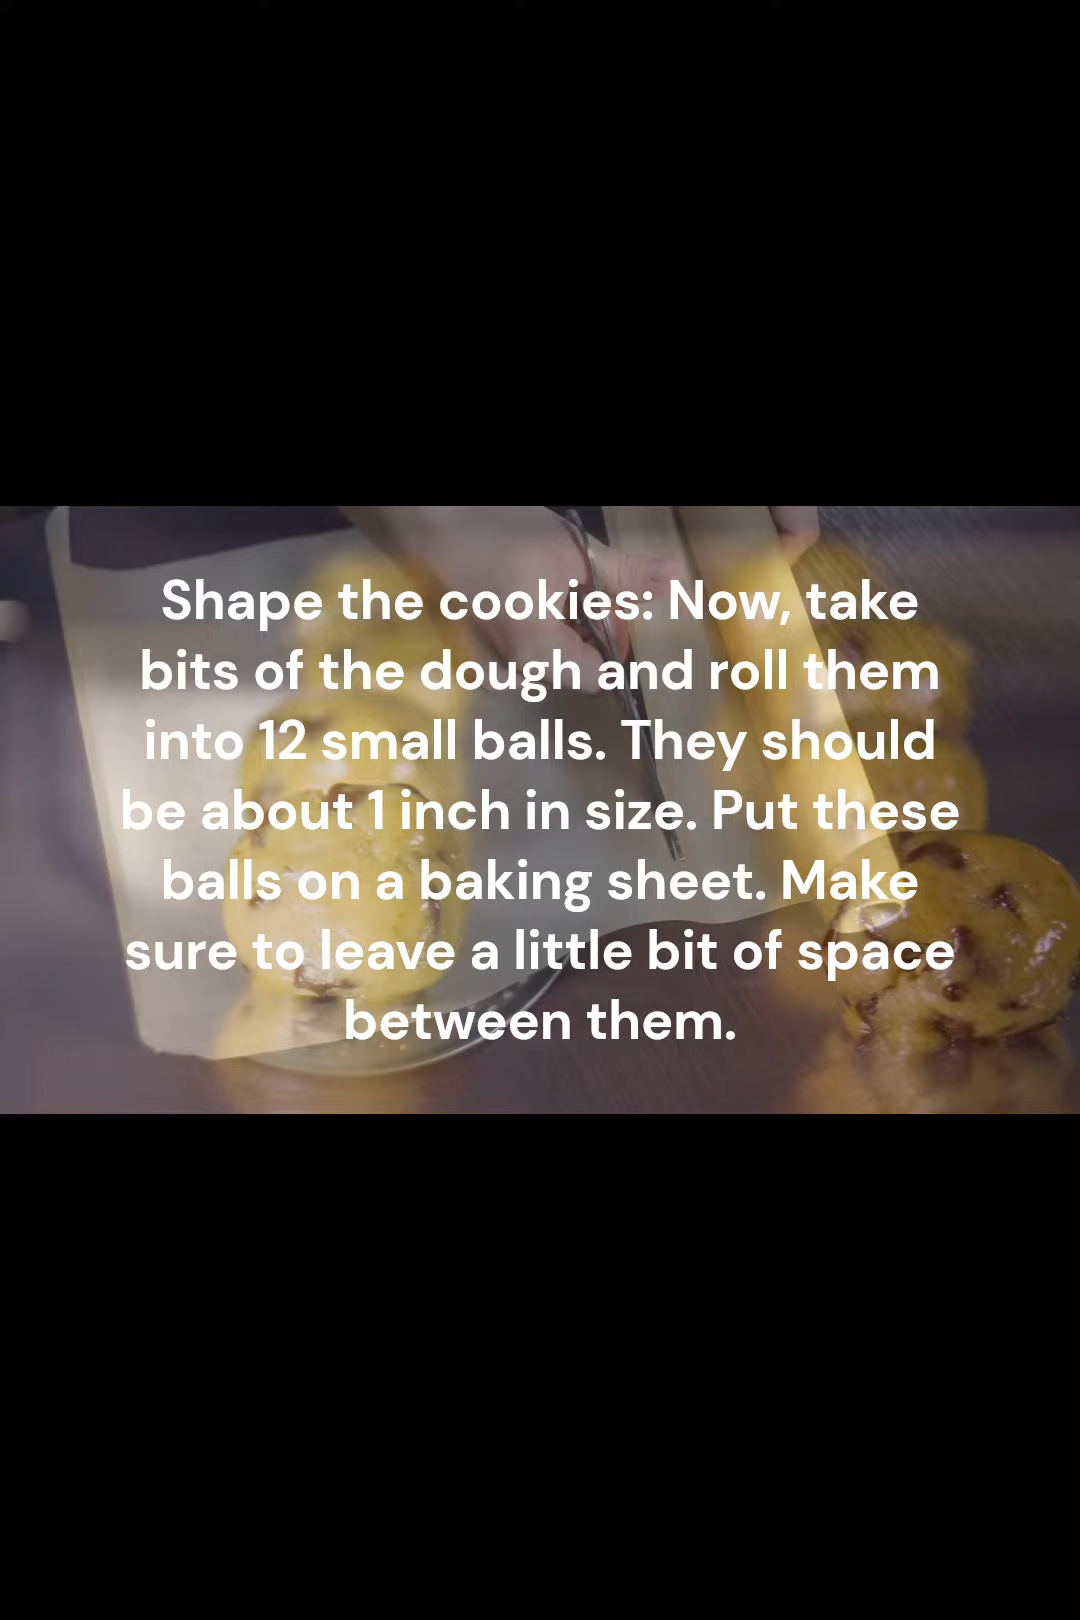 Shape the cookies: Now, take
bits of the dough and roll them
into 12 small balls. They should
be about 1 inch in size. Put these
balls on a baking sheet. Make
sure to leave a little bit of space
between them.